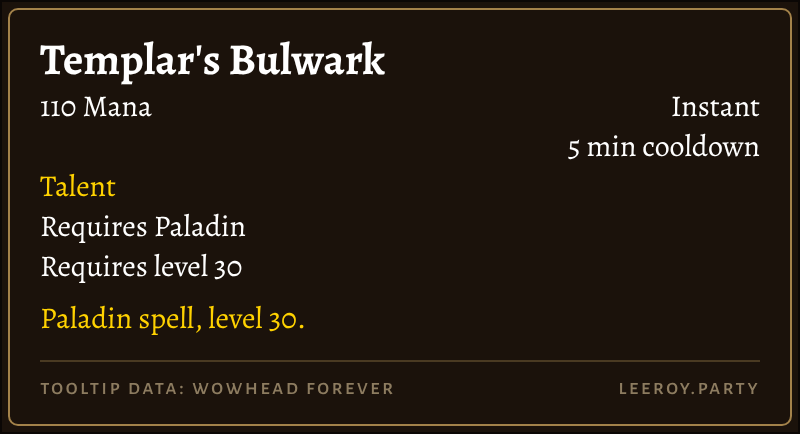 Templar's Bulwark
110 Mana Instant
5 min cooldown
Talent
Requires Paladin
Requires level 30
Paladin spell, level 30.
TOOLTIP DATA: WOWHEAD FOREVER LEEROY.PARTY